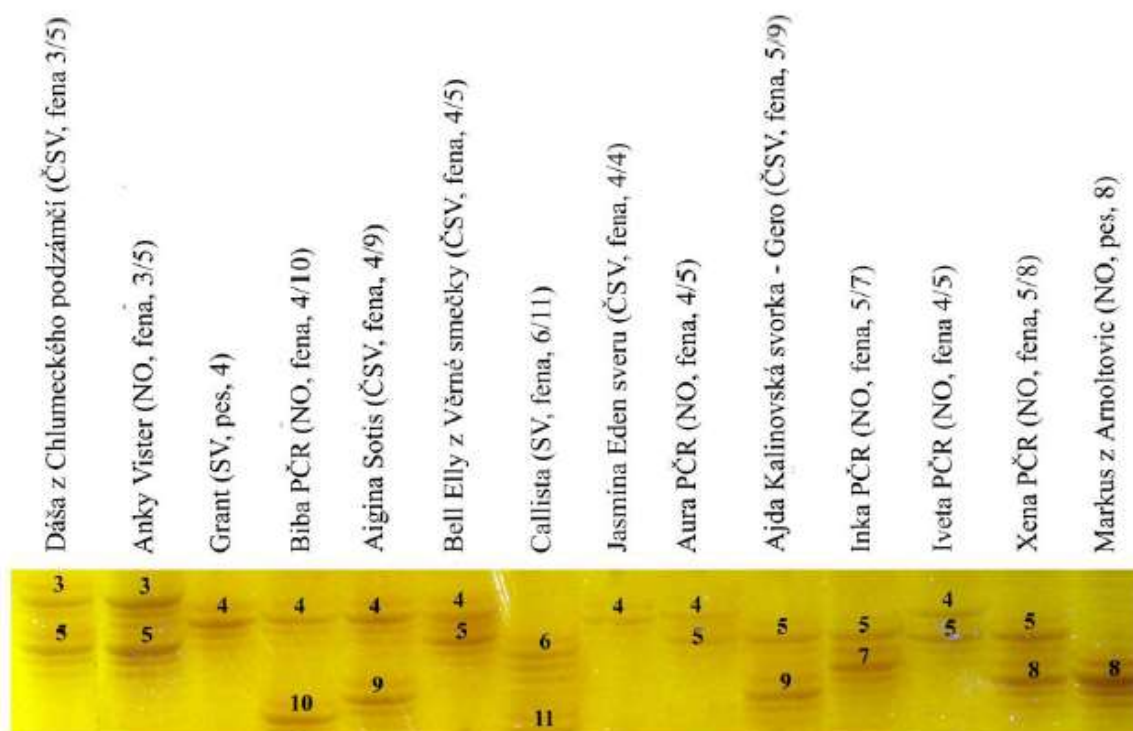 Dáša z Chlumeckého podzámčí (ČSV, fena 3/5)
Anky Vister (NO, fena, 3/5)
Grant (SV, pes, 4)
Biba PČR (NO, fena, 4/10)
Aigina Sotis (ČSV, fena, 4/9)
Bell Elly z Věrné smečky (ČSV, fena, 4/5)
Callista (SV, fena, 6/11)
Jasmina Eden sveru (ČSV, fena, 4/4)
Aura PČR (NO, fena, 4/5)
Ajda Kalinovská svorka - Gero (ČSV, fena, 5/9)
Inka PČR (NO, fena, 5/7)
Iveta PČR (NO, fena 4/5)
Xena PČR (NO, fena, 5/8)
Markus z Arnoltovic (NO, pes, 8)
3 3 4 4 4 4 6 4 4 5 5 4 5 8
5 5 10 9 5 11 5 9 7 5 8